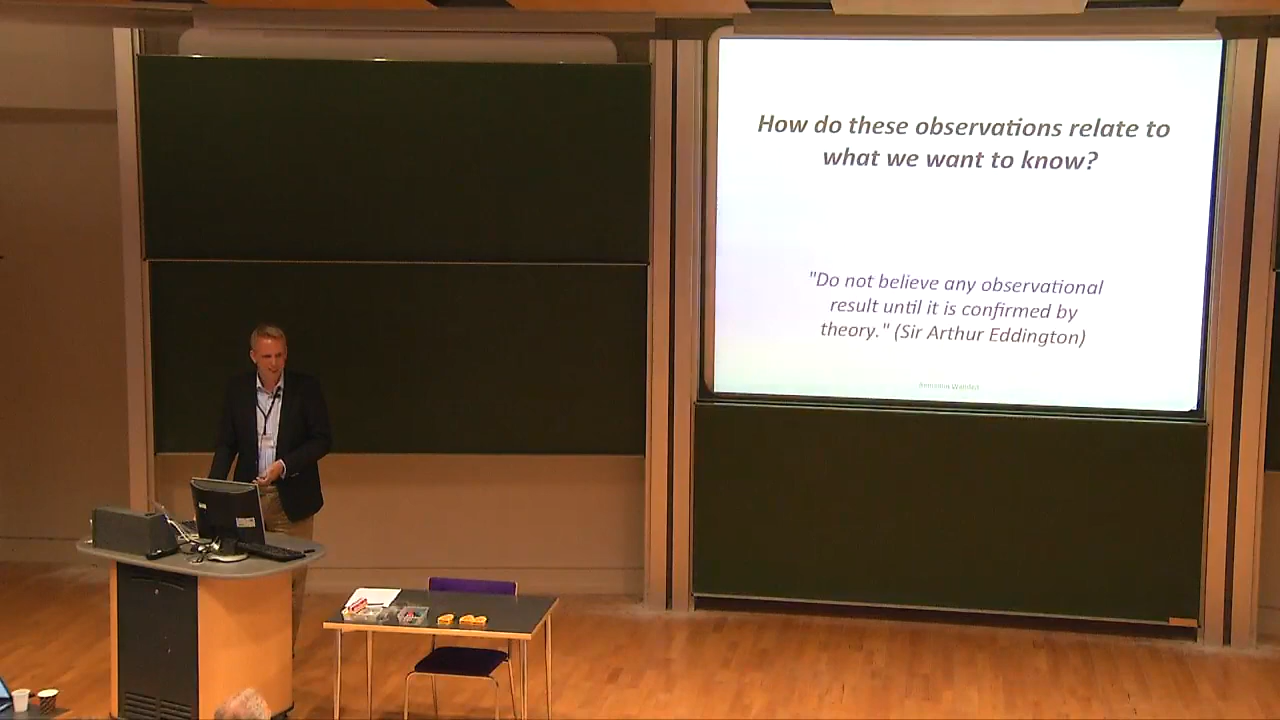 How do these observations relate to
what we want to know?
"Do not believe any observational
result until it is confirmed by
theory." (Sir Arthur Eddington)